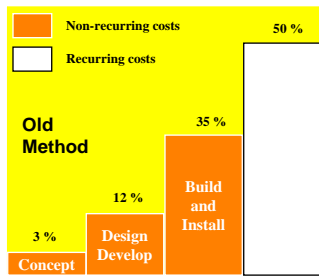 Non-recurring costs
50 %
Recurring costs
Old
Method
35 %
12 %
3 %
Build
and
Install
Design
Develop
Concept